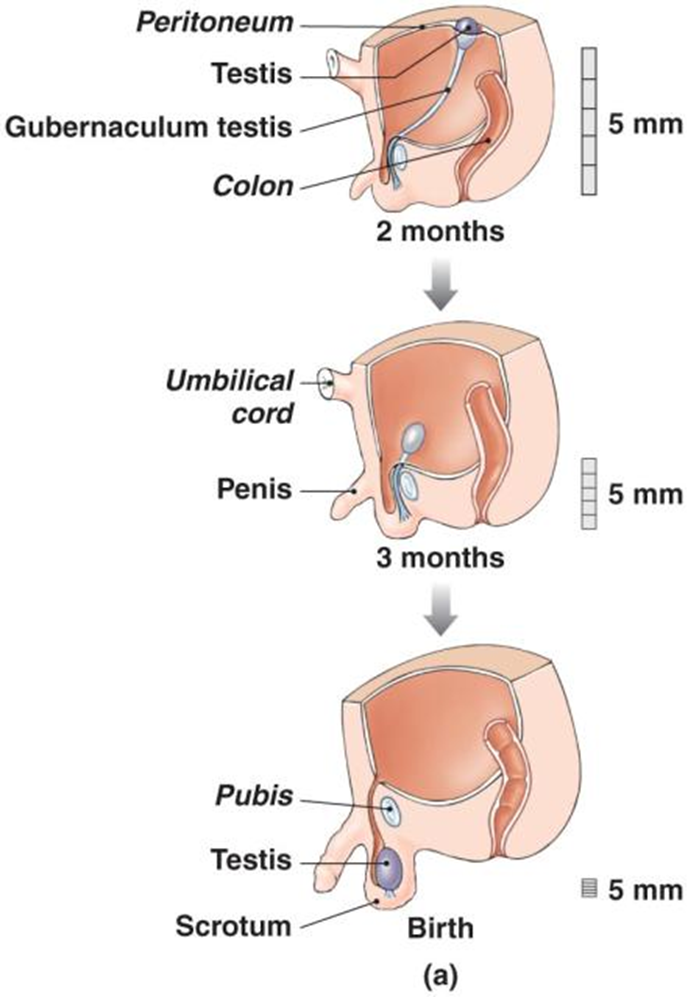 Peritoneum
Testis
Gubernaculum testis
5 mm
Colon
2 months
Umbilical
cord
Penis
5 mm
3 months
Pubis
Testis
5 mm
Scrotum
Birth
(a)